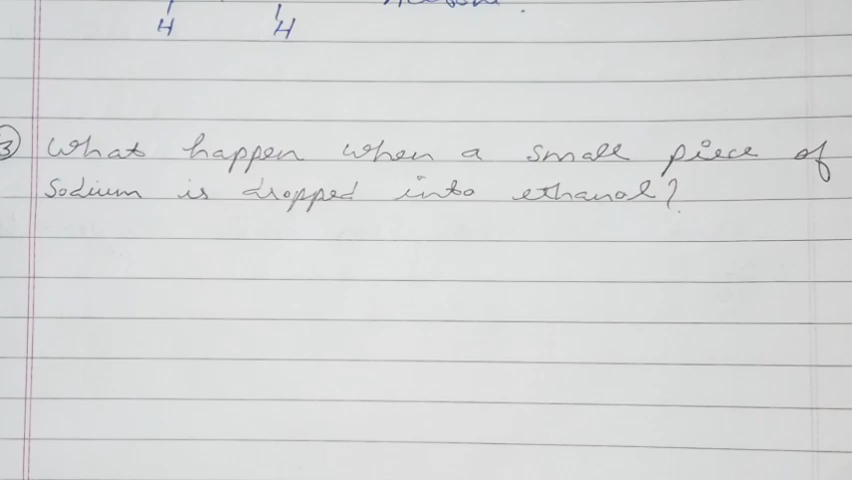 H H
③ What happen when a small piece of
Sodium is dropped into ethanol?